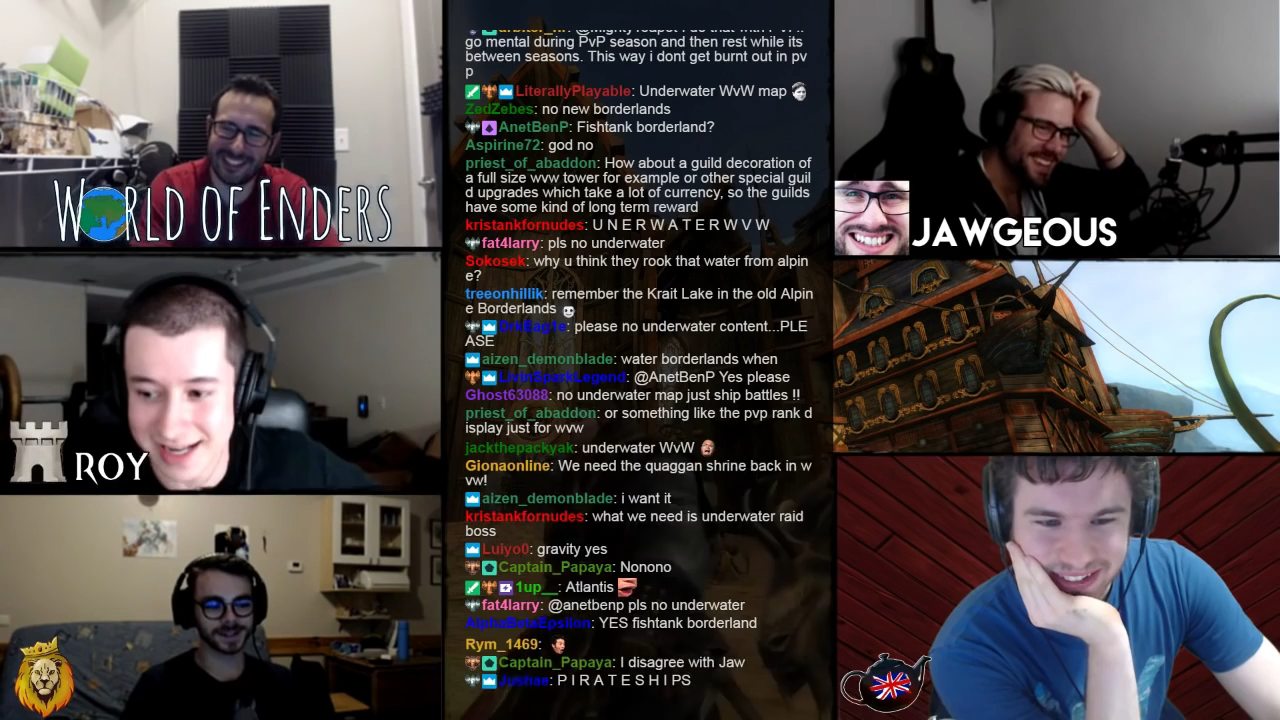 WORLD OF ENDERS
ROY
go mental during PvP season and then rest while its
between seasons. This way i dont get burnt out in pv
p
LiterallyPlayable: Underwater WvW map
ZedZebes: no new borderlands
AnetBenP: Fishtank borderland?
Aspirine72: god no
priest_of_abaddon: How about a guild decoration of
a full size wvw tower for example or other special guil
d upgrades which take a lot of currency, so the guilds
have some kind of long term reward
kristankfornudes: U N E R W A T E R W V W
fat4larry: pls no underwater
Sokosek: why u think they rook that water from alpin
e?
treeonhillik: remember the Krait Lake in the old Alpin
e Borderlands
DrkEag1e: please no underwater content...PLE
ASE
aizen_demonblade: water borderlands when
LivinSparkLegend: @AnetBenP Yes please
Ghost63088: no underwater map just ship battles !!
priest_of_abaddon: or something like the pvp rank d
isplay just for wvw
jackthepackyak: underwater WvW
Gionaonline: We need the quaggan shrine back in w
vw!
aizen_demonblade: i want it
kristankfornudes: what we need is underwater raid
boss
Luiyo0: gravity yes
Captain_Papaya: Nonono
1up__: Atlantis
fat4larry: @anetbenp pls no underwater
AlphaBetaEpsilon: YES fishtank borderland
Rym_1469:
Captain_Papaya: I disagree with Jaw
Jushae: P I R A T E S H I P S
JAWGEOUS